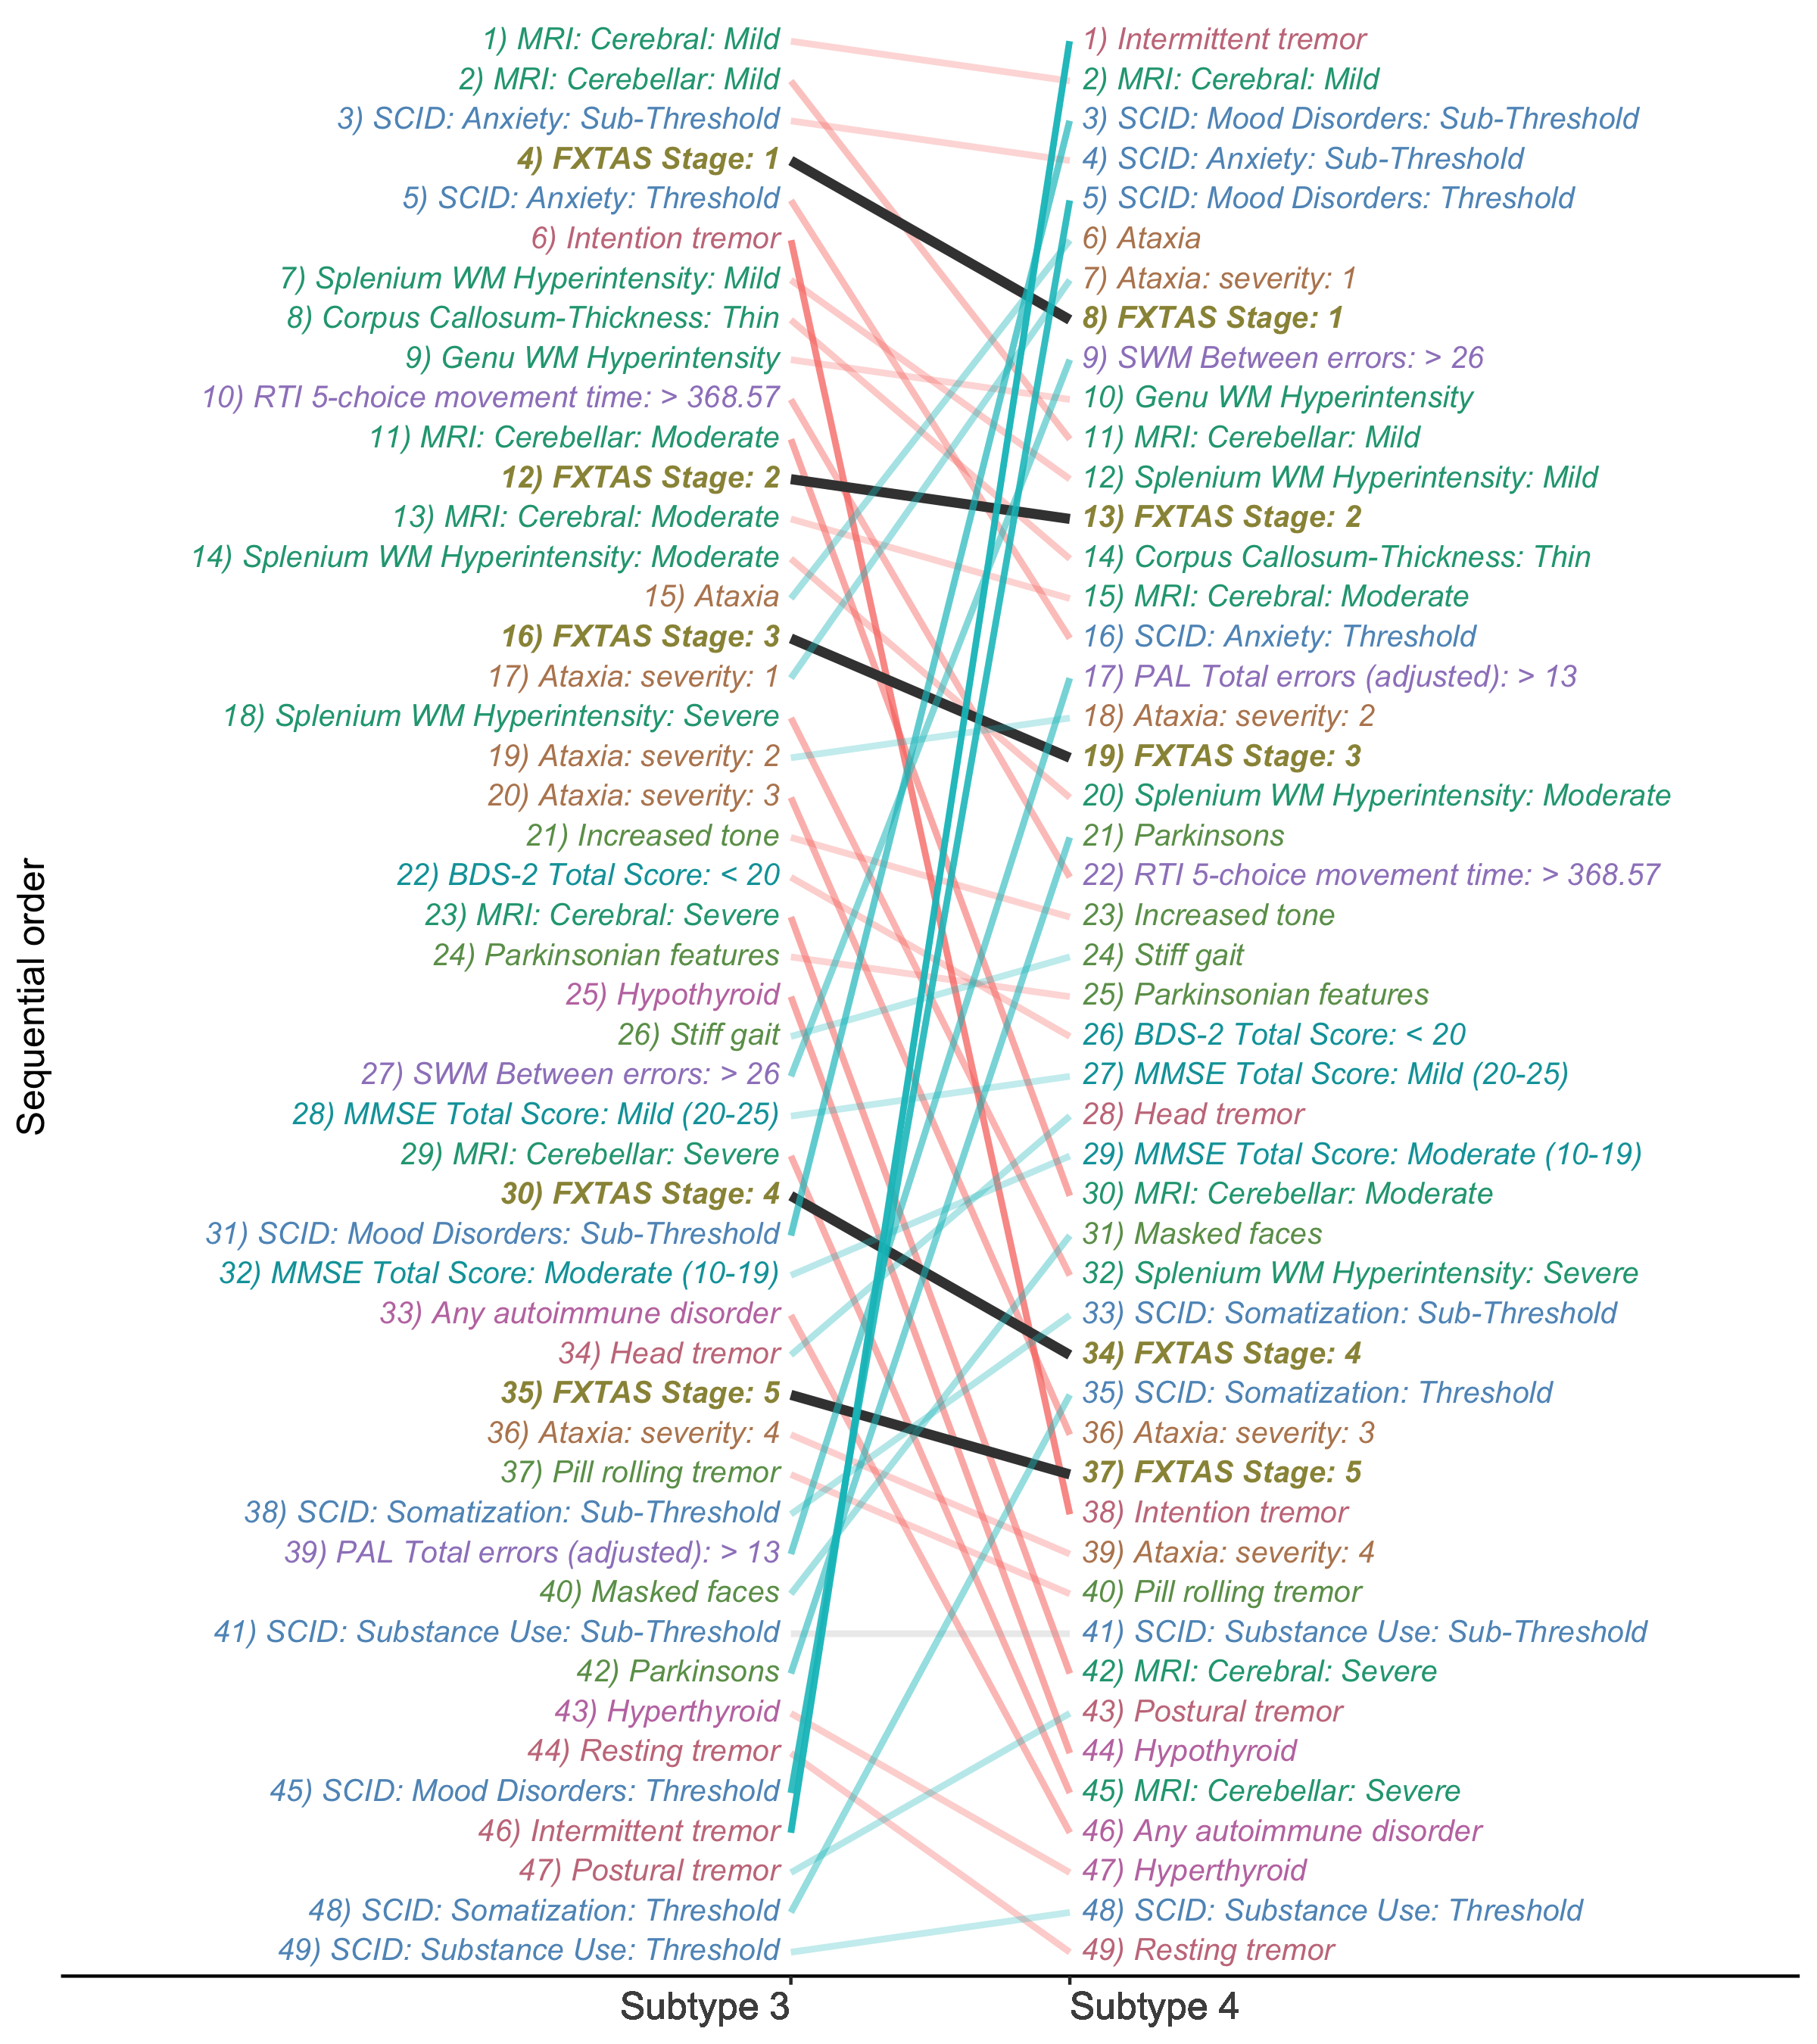 Sequential order
1) MRI: Cerebral: Mild
2) MRI: Cerebellar: Mild
3) SCID: Anxiety: Sub-Threshold
4) FXTAS Stage: 1
5) SCID: Anxiety: Threshold
6) Intention tremor
7) Splenium WM Hyperintensity: Mild
8) Corpus Callosum-Thickness: Thin
9) Genu WM Hyperintensity
10) RTI 5-choice movement time: > 368.57
11) MRI: Cerebellar: Moderate
12) FXTAS Stage: 2
13) MRI: Cerebral: Moderate
14) Splenium WM Hyperintensity: Moderate
15) Ataxia
16) FXTAS Stage: 3
17) Ataxia: severity: 1
18) Splenium WM Hyperintensity: Severe
19) Ataxia: severity: 2
20) Ataxia: severity: 3
21) Increased tone
22) BDS-2 Total Score: < 20
23) MRI: Cerebral: Severe
24) Parkinsonian features
25) Hypothyroid
26) Stiff gait
27) SWM Between errors: > 26
28) MMSE Total Score: Mild (20-25)
29) MRI: Cerebellar: Severe
30) FXTAS Stage: 4
31) SCID: Mood Disorders: Sub-Threshold
32) MMSE Total Score: Moderate (10-19)
33) Any autoimmune disorder
34) Head tremor
35) FXTAS Stage: 5
36) Ataxia: severity: 4
37) Pill rolling tremor
38) SCID: Somatization: Sub-Threshold
39) PAL Total errors (adjusted): > 13
40) Masked faces
41) SCID: Substance Use: Sub-Threshold
42) Parkinsons
43) Hyperthyroid
44) Resting tremor
45) SCID: Mood Disorders: Threshold
46) Intermittent tremor
47) Postural tremor
48) SCID: Somatization: Threshold
49) SCID: Substance Use: Threshold
Subtype 3
1) Intermittent tremor
2) MRI: Cerebral: Mild
3) SCID: Mood Disorders: Sub-Threshold
4) SCID: Anxiety: Sub-Threshold
5) SCID: Mood Disorders: Threshold
6) Ataxia
7) Ataxia: severity: 1
8) FXTAS Stage: 1
9) SWM Between errors: > 26
10) Genu WM Hyperintensity
11) MRI: Cerebellar: Mild
12) Splenium WM Hyperintensity: Mild
13) FXTAS Stage: 2
14) Corpus Callosum-Thickness: Thin
15) MRI: Cerebral: Moderate
16) SCID: Anxiety: Threshold
17) PAL Total errors (adjusted): > 13
18) Ataxia: severity: 2
19) FXTAS Stage: 3
20) Splenium WM Hyperintensity: Moderate
21) Parkinsons
22) RTI 5-choice movement time: > 368.57
23) Increased tone
24) Stiff gait
25) Parkinsonian features
26) BDS-2 Total Score: < 20
27) MMSE Total Score: Mild (20-25)
28) Head tremor
29) MMSE Total Score: Moderate (10-19)
30) MRI: Cerebellar: Moderate
31) Masked faces
32) Splenium WM Hyperintensity: Severe
33) SCID: Somatization: Sub-Threshold
34) FXTAS Stage: 4
35) SCID: Somatization: Threshold
36) Ataxia: severity: 3
37) FXTAS Stage: 5
38) Intention tremor
39) Ataxia: severity: 4
40) Pill rolling tremor
41) SCID: Substance Use: Sub-Threshold
42) MRI: Cerebral: Severe
43) Postural tremor
44) Hypothyroid
45) MRI: Cerebellar: Severe
46) Any autoimmune disorder
47) Hyperthyroid
48) SCID: Substance Use: Threshold
49) Resting tremor
Subtype 4